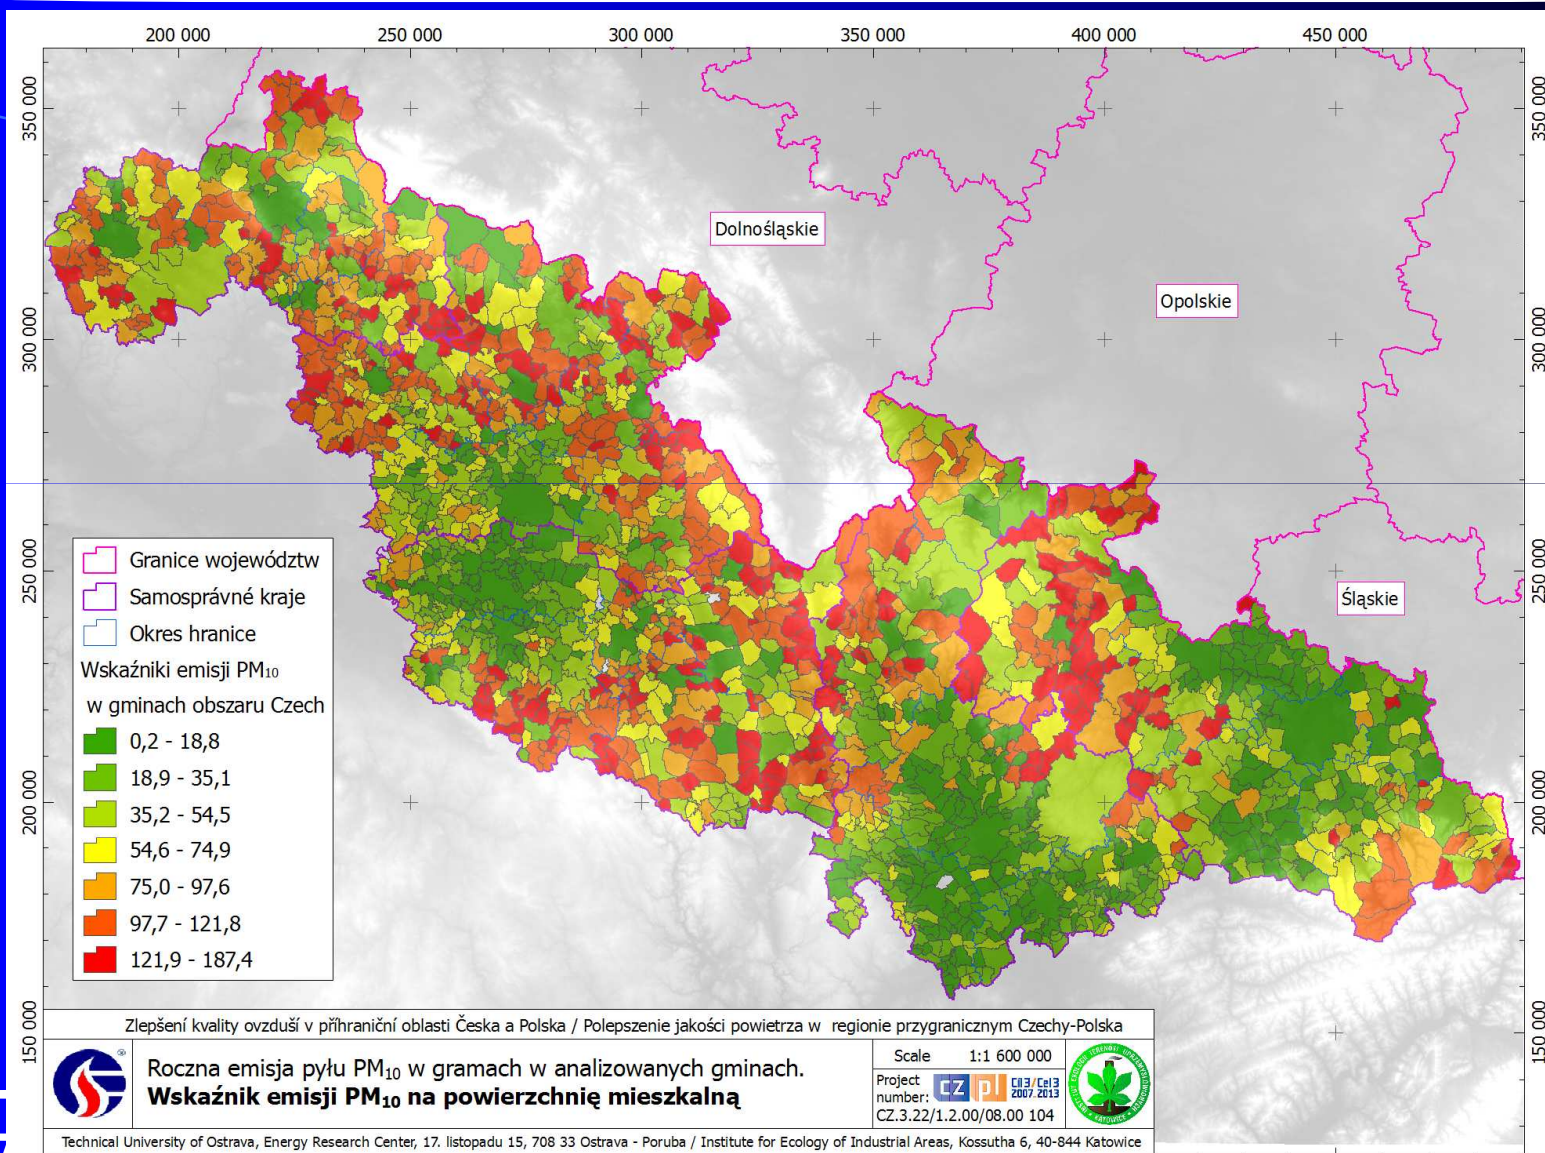 200 000 250 000 300 000 350 000 400 000 450 000
350 000
300 000
250 000
200 000
150 000
350 000
300 000
250 000
200 000
150 000
Dolnośląskie
Opolskie
Śląskie
Granice województw
Samosprávné kraje
Okres hranice
Wskaźniki emisji PM10
w gminach obszaru Czech
0,2 - 18,8
18,9 - 35,1
35,2 - 54,5
54,6 - 74,9
75,0 - 97,6
97,7 - 121,8
121,9 - 187,4
Zlepšení kvality ovzduší v příhraniční oblasti Česka a Polska / Polepszenie jakości powietrza w regionie przygranicznym Czechy-Polska
®
Roczna emisja pyłu PM10 w gramach w analizowanych gminach.
Wskaźnik emisji PM10 na powierzchnię mieszkalną
Scale 1:1 600 000
Project number: CZ pl Cíl3/Cel3 2007.2013
CZ.3.22/1.2.00/08.00 104
KATOWICE
Technical University of Ostrava, Energy Research Center, 17. listopadu 15, 708 33 Ostrava - Poruba / Institute for Ecology of Industrial Areas, Kossutha 6, 40-844 Katowice